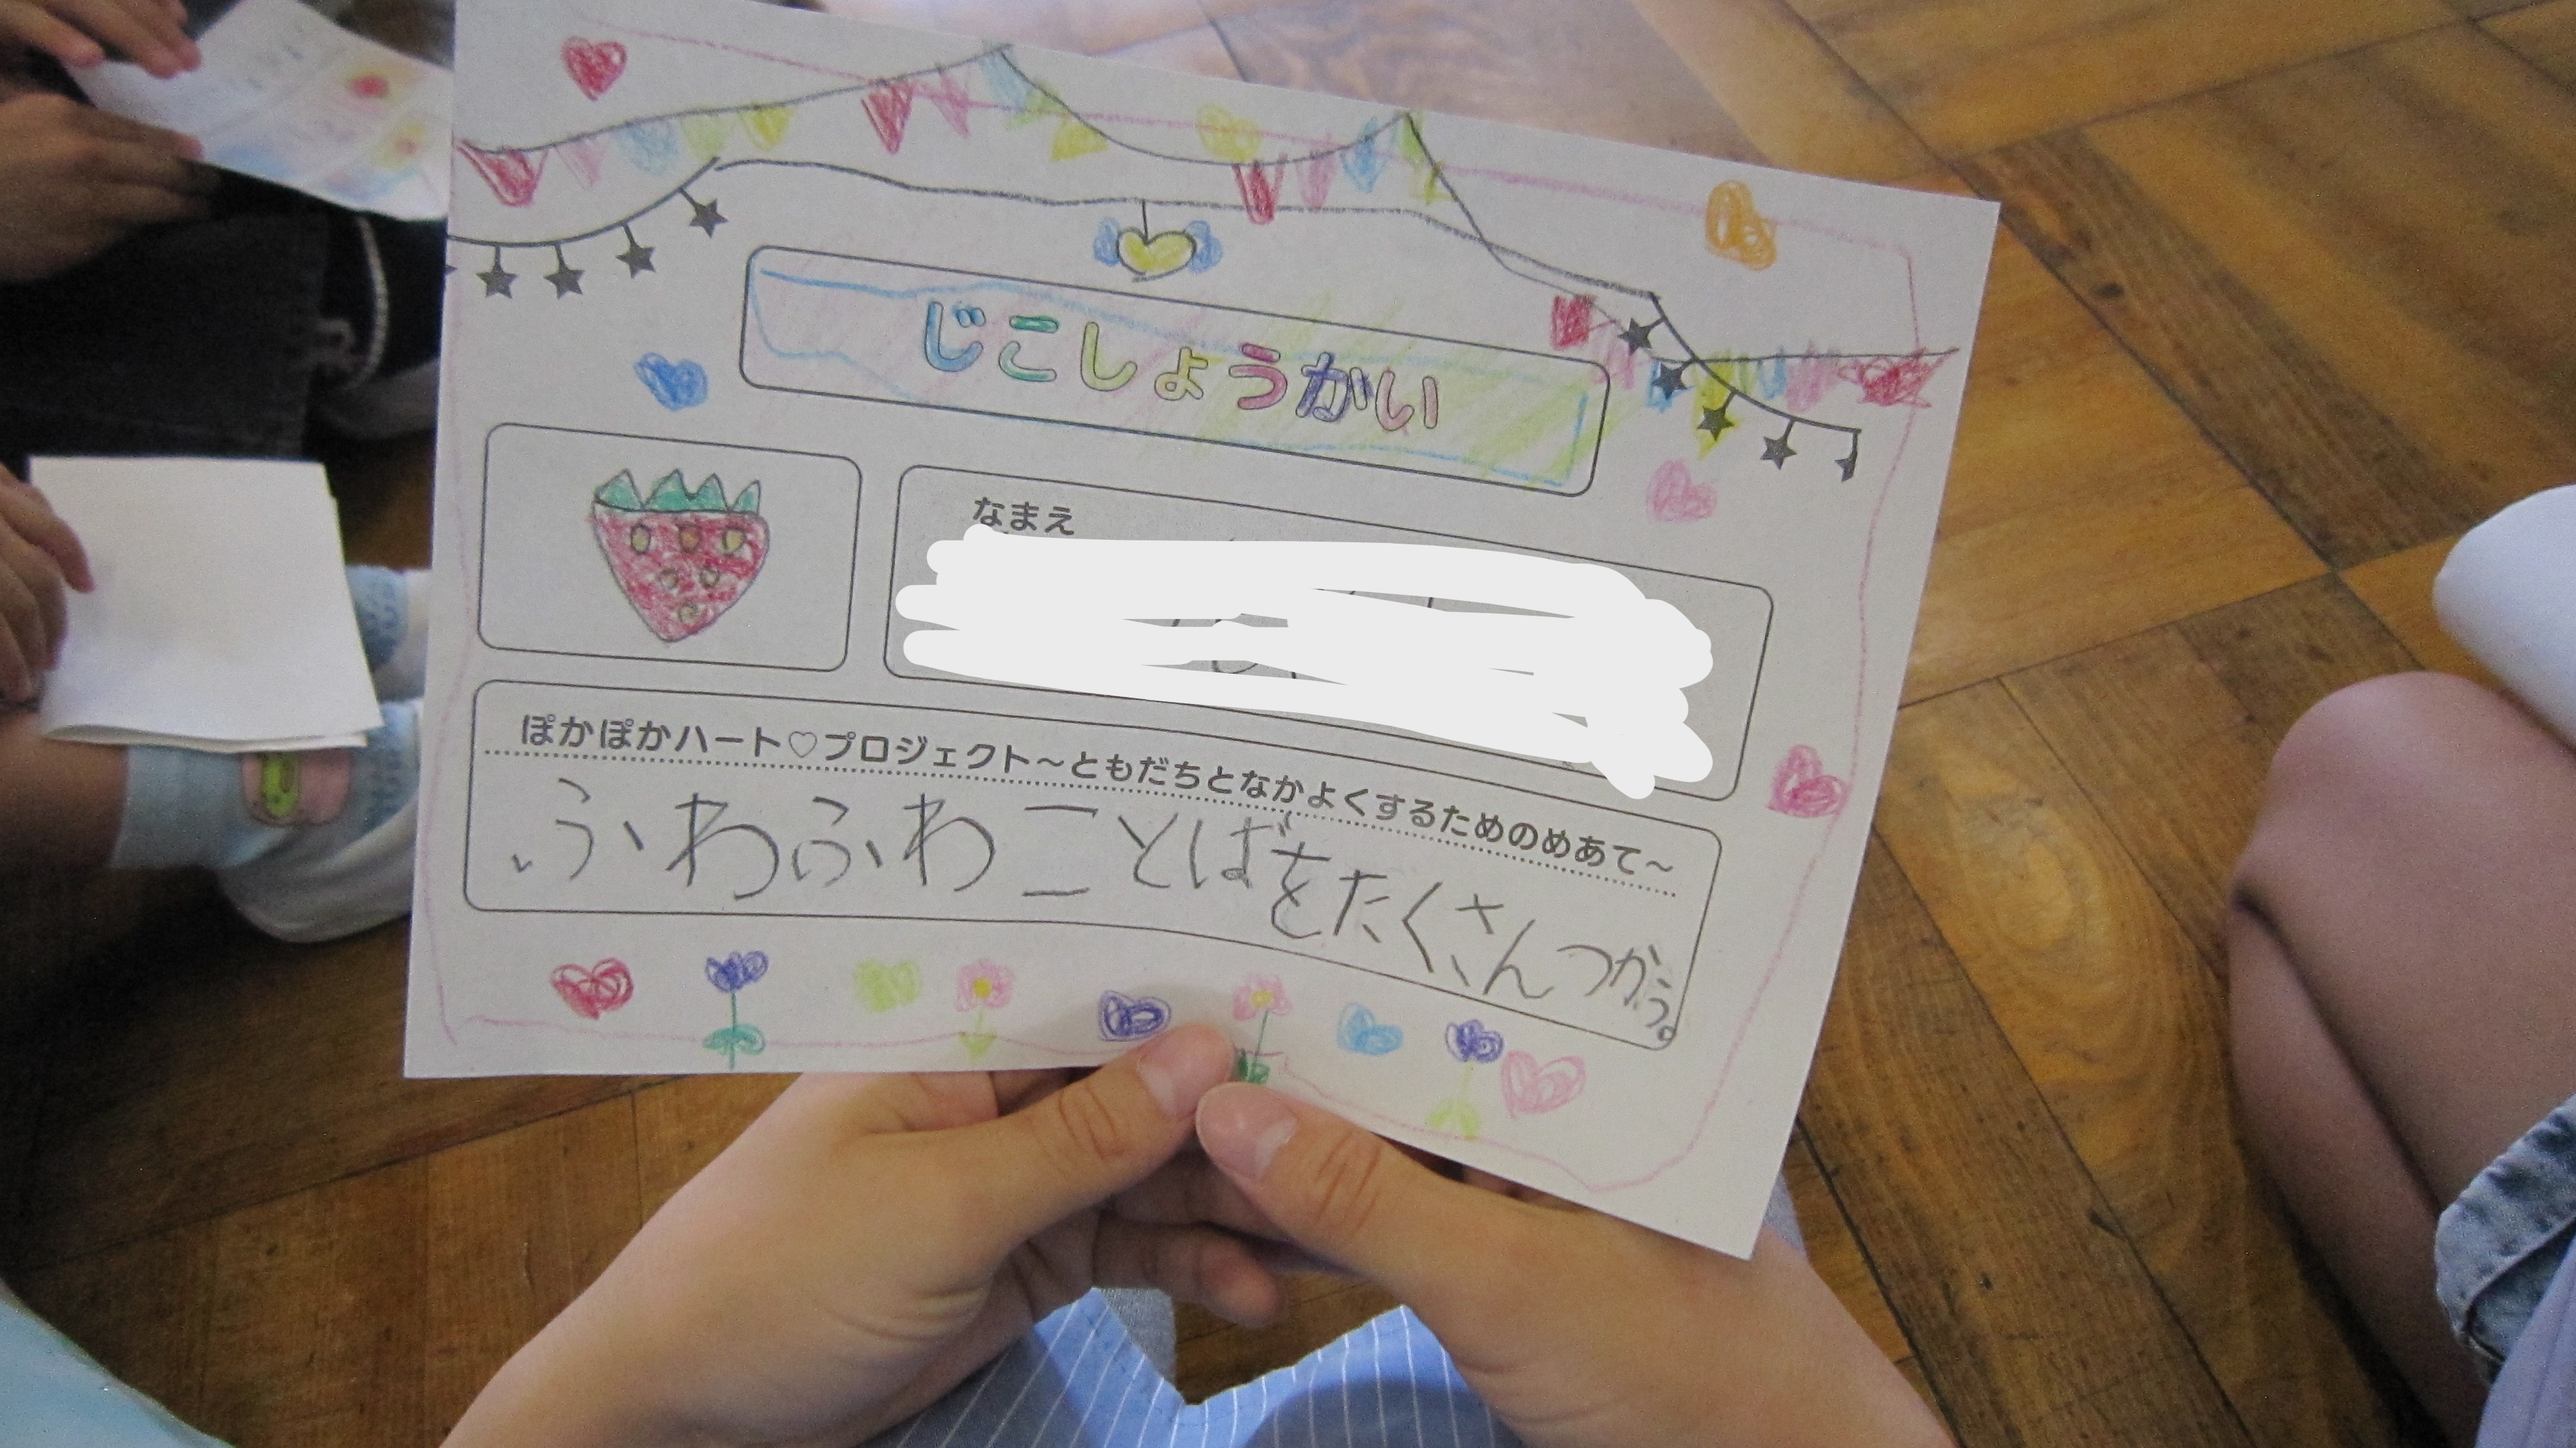 じこしょうかい
なまえ
ぽかぽかハート♡プロジェクト～ともだちとなかよくするためのめあて～
ふわふわことばをたくさんつかう。